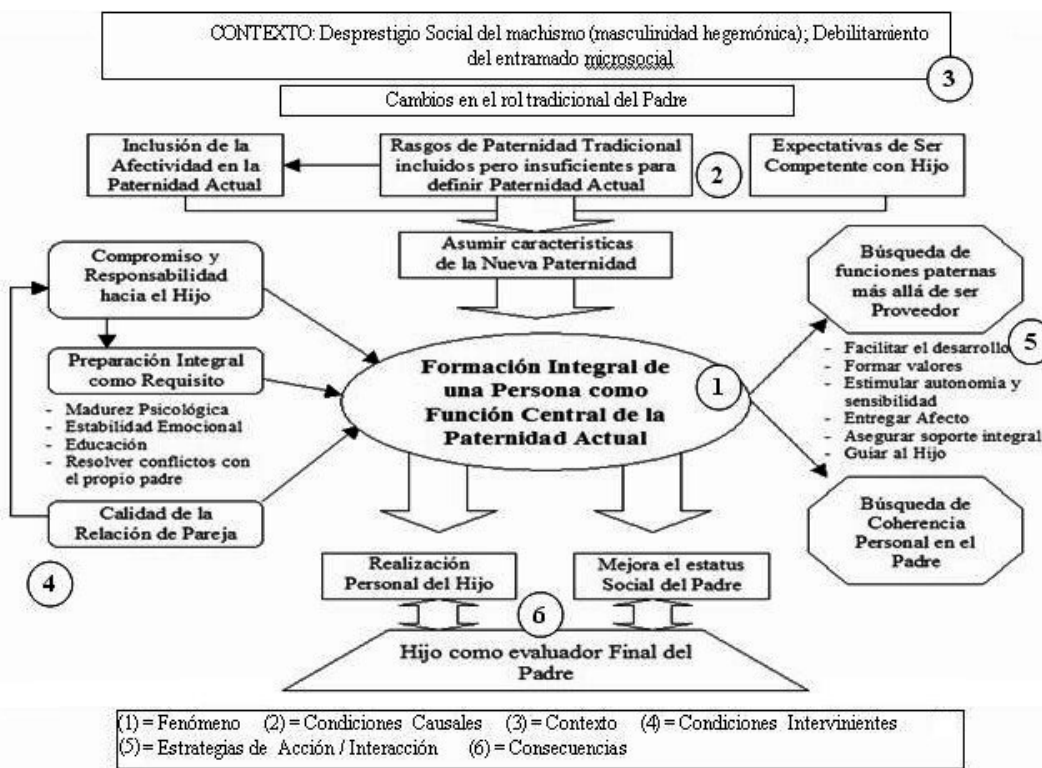 CONTEXTO: Desprestigio Social del machismo (masculinidad hegemónica); Debilitamiento
del entramado microsocial
3
Cambios en el rol tradicional del Padre
Inclusión de la
Afectividad en la
Paternidad Actual
Rasgos de Paternidad Tradicional
incluidos pero insuficientes para
definir Paternidad Actual
2
Expectativas de Ser
Competente con Hijo
Asumir características
de la Nueva Paternidad
Compromiso y
Responsabilidad
hacia el Hijo
Preparación Integral
como Requisito
- Madurez Psicológica
- Estabilidad Emocional
- Educación
- Resolver conflictos con
el propio padre
Calidad de la
Relación de Pareja
4
Formación Integral de
una Persona como
Función Central de la
Paternidad Actual
1
Búsqueda de
funciones paternas
más allá de ser
Proveedor
5
- Facilitar el desarrollo
- Formar valores
- Estimular autonomía y
sensibilidad
- Entregar Afecto
- Asegurar soporte integral
- Guiar al Hijo
Búsqueda de
Coherencia
Personal en el
Padre
Realización
Personal del Hijo
Mejora el estatus
Social del Padre
6
Hijo como evaluador Final del
Padre
(1) = Fenómeno (2) = Condiciones Causales (3) = Contexto (4) = Condiciones Intervinientes
(5) = Estrategias de Acción / Interacción (6) = Consecuencias